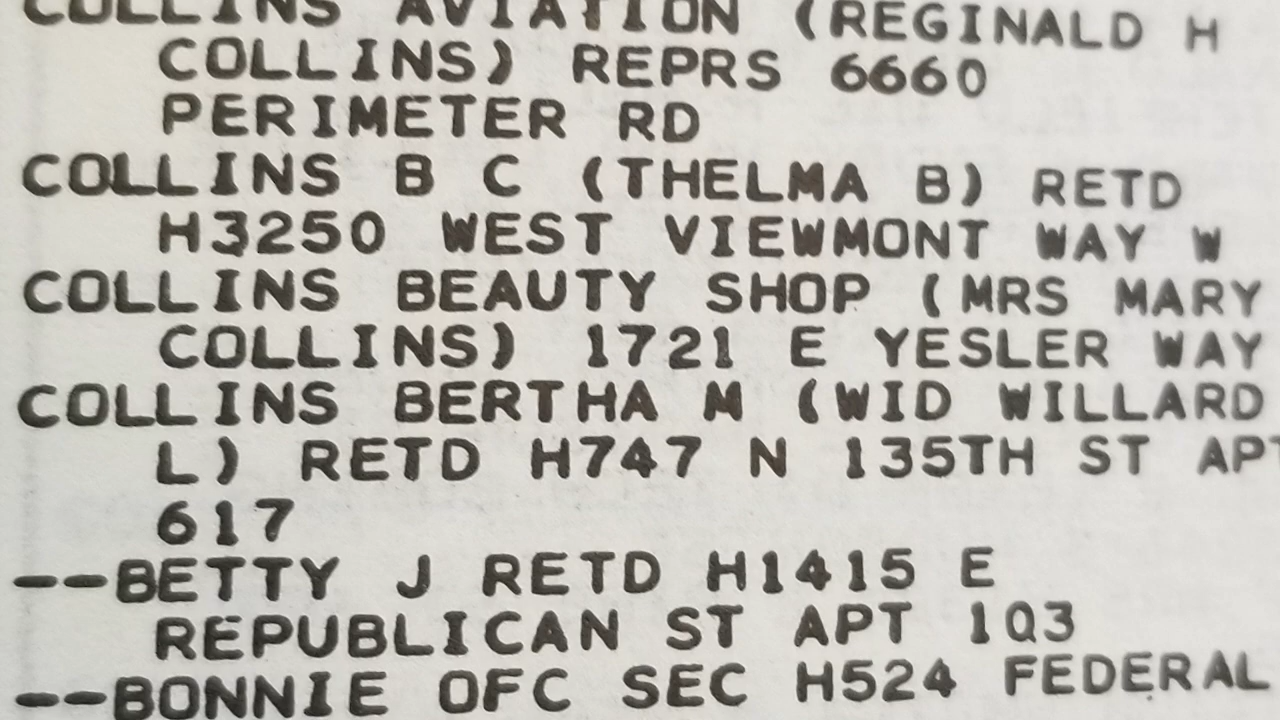 COLLINS AVIATION (REGINALD H
COLLINS) REPRS 6660
PERIMETER RD
COLLINS B C (THELMA B) RETD
H3250 WEST VIEWMONT WAY W
COLLINS BEAUTY SHOP (MRS MARY
COLLINS) 1721 E YESLER WAY
COLLINS BERTHA M (WID WILLARD
L) RETD H747 N 135TH ST APT
617
--BETTY J RETD H1415 E
REPUBLICAN ST APT 103
--BONNIE OFC SEC H524 FEDERAL